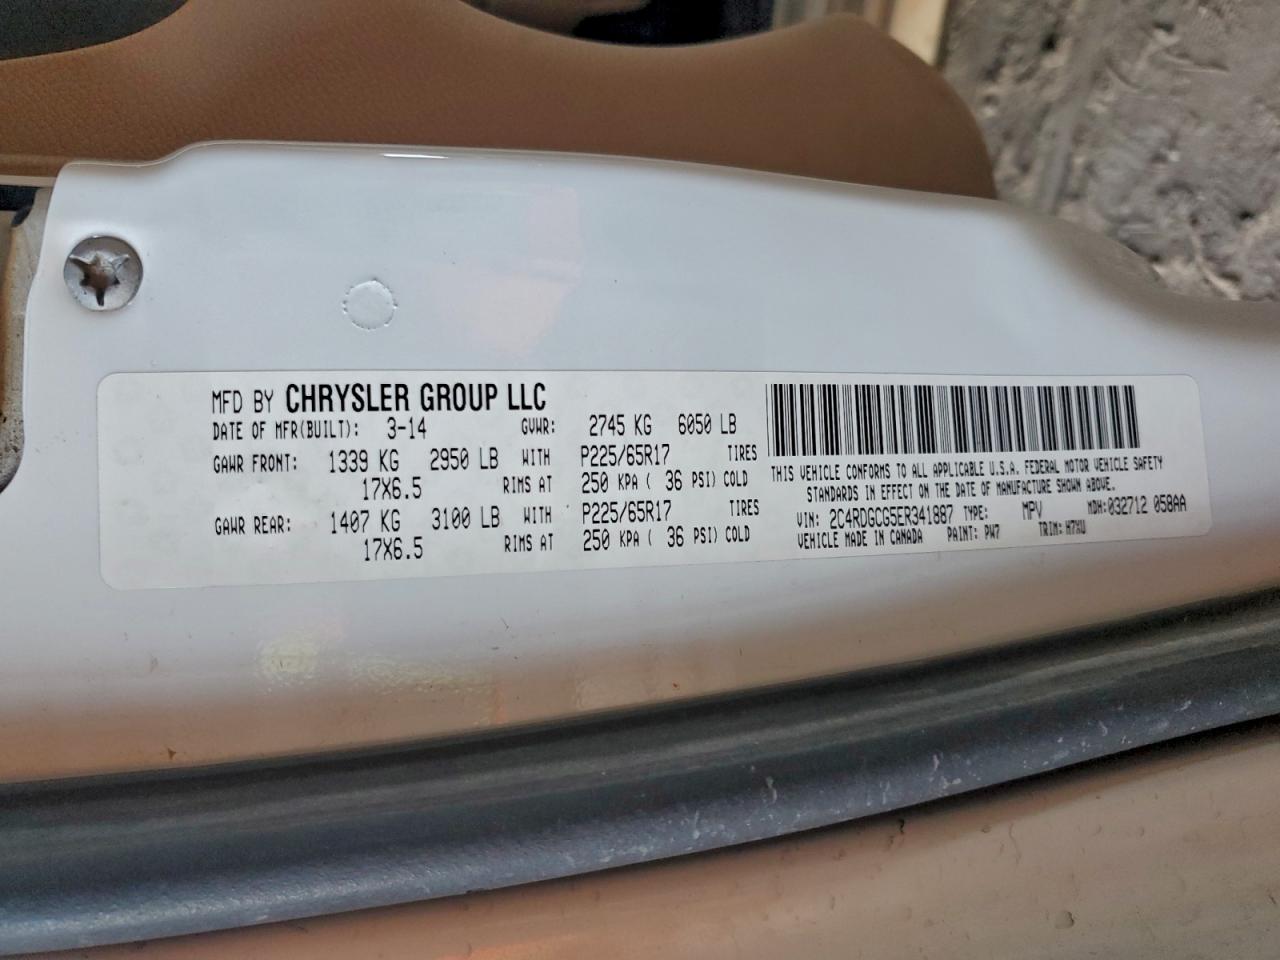 MFD BY CHRYSLER GROUP LLC
DATE OF MFR(BUILT): 3-14 GVWR: 2745 KG 6050 LB
GAWR FRONT: 1339 KG 2950 LB WITH P225/65R17 TIRES
17X6.5 RIMS AT 250 KPA ( 36 PSI) COLD
GAWR REAR: 1407 KG 3100 LB WITH P225/65R17 TIRES
17X6.5 RIMS AT 250 KPA ( 36 PSI) COLD
THIS VEHICLE CONFORMS TO ALL APPLICABLE U.S.A. FEDERAL MOTOR VEHICLE SAFETY
STANDARDS IN EFFECT ON THE DATE OF MANUFACTURE SHOWN ABOVE.
VIN: 2C4RDGCG5ER341887 TYPE: MPV MDH:032712 058AA
VEHICLE MADE IN CANADA PAINT: PW7 TRIM: H7XU